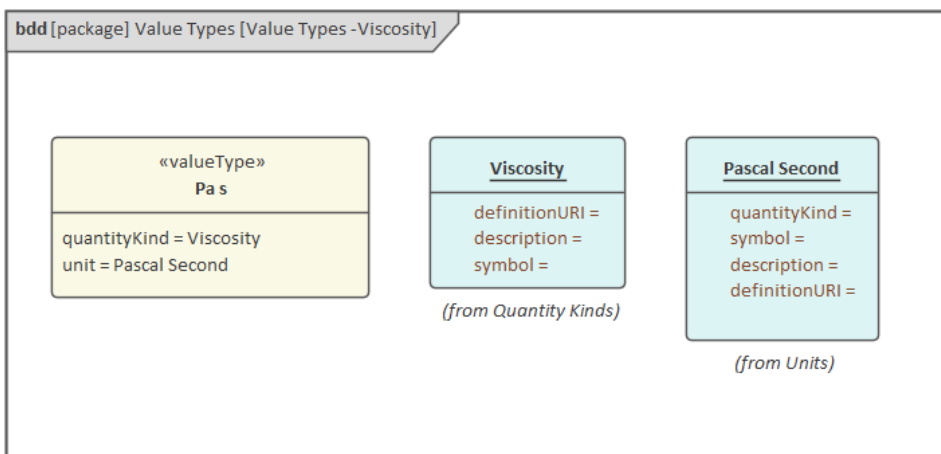 bdd [package] Value Types [Value Types -Viscosity]
«valueType»
Pa s
quantityKind = Viscosity
unit = Pascal Second
Viscosity
definitionURI =
description =
symbol =
(from Quantity Kinds)
Pascal Second
quantityKind =
symbol =
description =
definitionURI =
(from Units)